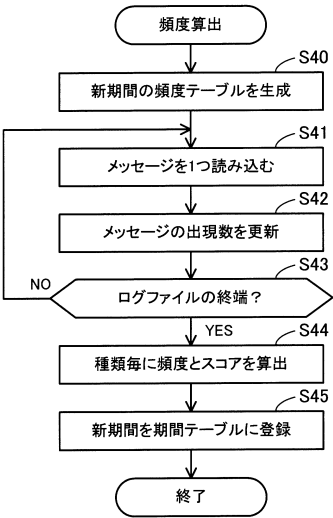 頻度算出
S40
新期間の頻度テーブルを生成
S41
メッセージを1つ読み込む
S42
メッセージの出現数を更新
S43
ログファイルの終端?
NO
YES
S44
種類毎に頻度とスコアを算出
S45
新期間を期間テーブルに登録
終了